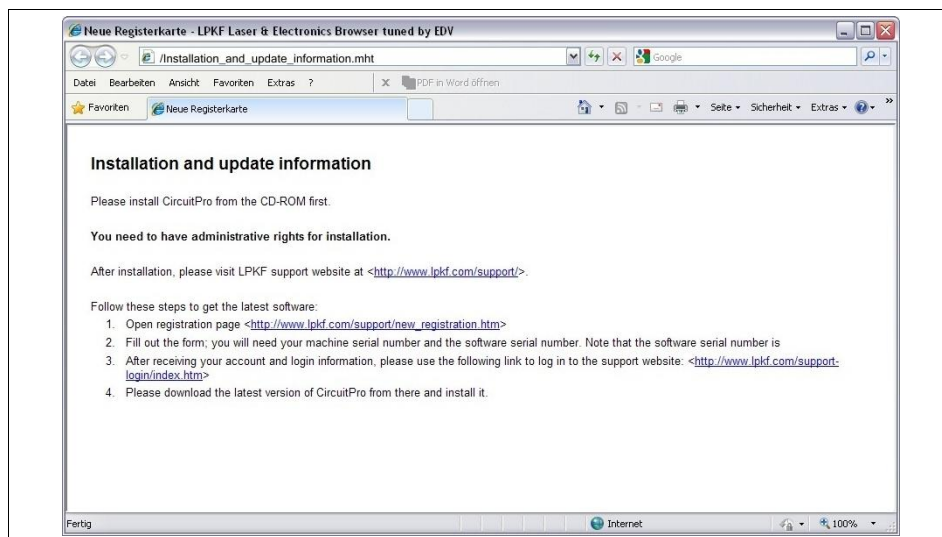 Neue Registerkarte - LPKF Laser & Electronics Browser tuned by EDV
/Installation_and_update_information.mht
Google
Datei Bearbeiten Ansicht Favoriten Extras ?
x PDF in Word öffnen
Favoriten
Neue Registerkarte
Seite
Sicherheit
Extras
»
Installation and update information
Please install CircuitPro from the CD-ROM first.
You need to have administrative rights for installation.
After installation, please visit LPKF support website at <http://www.lpkf.com/support/>.
Follow these steps to get the latest software:
1. Open registration page <http://www.lpkf.com/support/new_registration.htm>
2. Fill out the form; you will need your machine serial number and the software serial number. Note that the software serial number is
3. After receiving your account and login information, please use the following link to log in to the support website: <http://www.lpkf.com/support-
login/index.htm>
4. Please download the latest version of CircuitPro from there and install it.
Fertig
Internet
100%